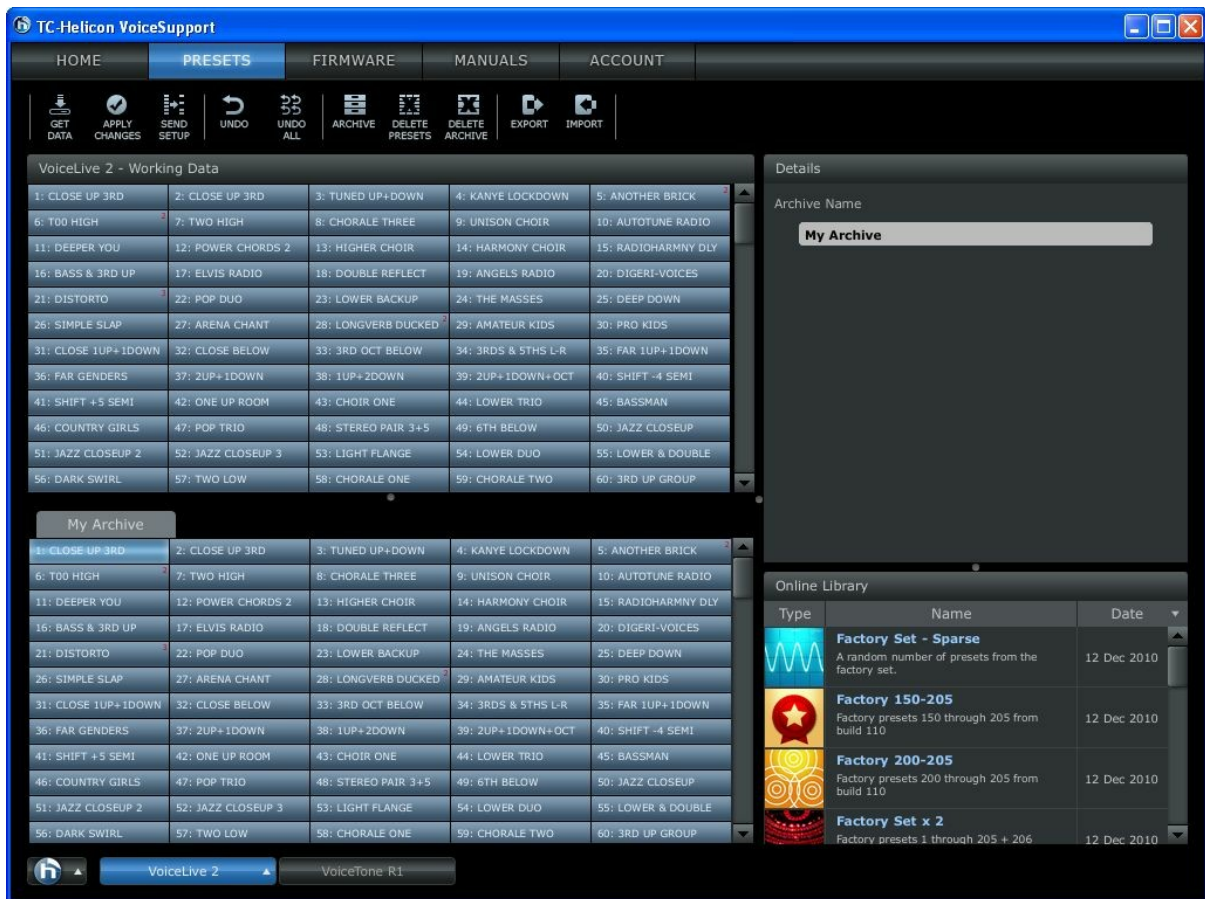 TC-Helicon VoiceSupport
HOME PRESETS FIRMWARE MANUALS ACCOUNT
GET DATA APPLY CHANGES SEND SETUP UNDO UNDO ALL ARCHIVE DELETE PRESETS DELETE ARCHIVE EXPORT IMPORT
VoiceLive 2 - Working Data
1: CLOSE UP 3RD 2: CLOSE UP 3RD 3: TUNED UP+DOWN 4: KANYE LOCKDOWN 5: ANOTHER BRICK 2
6: T00 HIGH 2 7: TWO HIGH 8: CHORALE THREE 9: UNISON CHOIR 10: AUTOTUNE RADIO
11: DEEPER YOU 12: POWER CHORDS 2 13: HIGHER CHOIR 14: HARMONY CHOIR 15: RADIOHARMNY DLY
16: BASS & 3RD UP 17: ELVIS RADIO 18: DOUBLE REFLECT 19: ANGELS RADIO 20: DIGERI-VOICES
21: DISTORTO 3 22: POP DUO 23: LOWER BACKUP 24: THE MASSES 25: DEEP DOWN
26: SIMPLE SLAP 27: ARENA CHANT 28: LONGVERB DUCKED 2 29: AMATEUR KIDS 30: PRO KIDS
31: CLOSE 1UP+1DOWN 32: CLOSE BELOW 33: 3RD OCT BELOW 34: 3RDS & 5THS L-R 35: FAR 1UP+1DOWN
36: FAR GENDERS 37: 2UP+1DOWN 38: 1UP+2DOWN 39: 2UP+1DOWN+OCT 40: SHIFT -4 SEMI
41: SHIFT +5 SEMI 42: ONE UP ROOM 43: CHOIR ONE 44: LOWER TRIO 45: BASSMAN
46: COUNTRY GIRLS 47: POP TRIO 48: STEREO PAIR 3+5 49: 6TH BELOW 50: JAZZ CLOSEUP
51: JAZZ CLOSEUP 2 52: JAZZ CLOSEUP 3 53: LIGHT FLANGE 54: LOWER DUO 55: LOWER & DOUBLE
56: DARK SWIRL 57: TWO LOW 58: CHORALE ONE 59: CHORALE TWO 60: 3RD UP GROUP
My Archive
1: CLOSE UP 3RD 2: CLOSE UP 3RD 3: TUNED UP+DOWN 4: KANYE LOCKDOWN 5: ANOTHER BRICK 2
6: T00 HIGH 2 7: TWO HIGH 8: CHORALE THREE 9: UNISON CHOIR 10: AUTOTUNE RADIO
11: DEEPER YOU 12: POWER CHORDS 2 13: HIGHER CHOIR 14: HARMONY CHOIR 15: RADIOHARMNY DLY
16: BASS & 3RD UP 17: ELVIS RADIO 18: DOUBLE REFLECT 19: ANGELS RADIO 20: DIGERI-VOICES
21: DISTORTO 3 22: POP DUO 23: LOWER BACKUP 24: THE MASSES 25: DEEP DOWN
26: SIMPLE SLAP 27: ARENA CHANT 28: LONGVERB DUCKED 2 29: AMATEUR KIDS 30: PRO KIDS
31: CLOSE 1UP+1DOWN 32: CLOSE BELOW 33: 3RD OCT BELOW 34: 3RDS & 5THS L-R 35: FAR 1UP+1DOWN
36: FAR GENDERS 37: 2UP+1DOWN 38: 1UP+2DOWN 39: 2UP+1DOWN+OCT 40: SHIFT -4 SEMI
41: SHIFT +5 SEMI 42: ONE UP ROOM 43: CHOIR ONE 44: LOWER TRIO 45: BASSMAN
46: COUNTRY GIRLS 47: POP TRIO 48: STEREO PAIR 3+5 49: 6TH BELOW 50: JAZZ CLOSEUP
51: JAZZ CLOSEUP 2 52: JAZZ CLOSEUP 3 53: LIGHT FLANGE 54: LOWER DUO 55: LOWER & DOUBLE
56: DARK SWIRL 57: TWO LOW 58: CHORALE ONE 59: CHORALE TWO 60: 3RD UP GROUP
Details
Archive Name
My Archive
Online Library
Type Name Date
Factory Set - Sparse
A random number of presets from the
factory set.
12 Dec 2010
Factory 150-205
Factory presets 150 through 205 from
build 110
12 Dec 2010
Factory 200-205
Factory presets 200 through 205 from
build 110
12 Dec 2010
Factory Set x 2
Factory presets 1 through 205 + 206
12 Dec 2010
h VoiceLive 2 VoiceTone R1